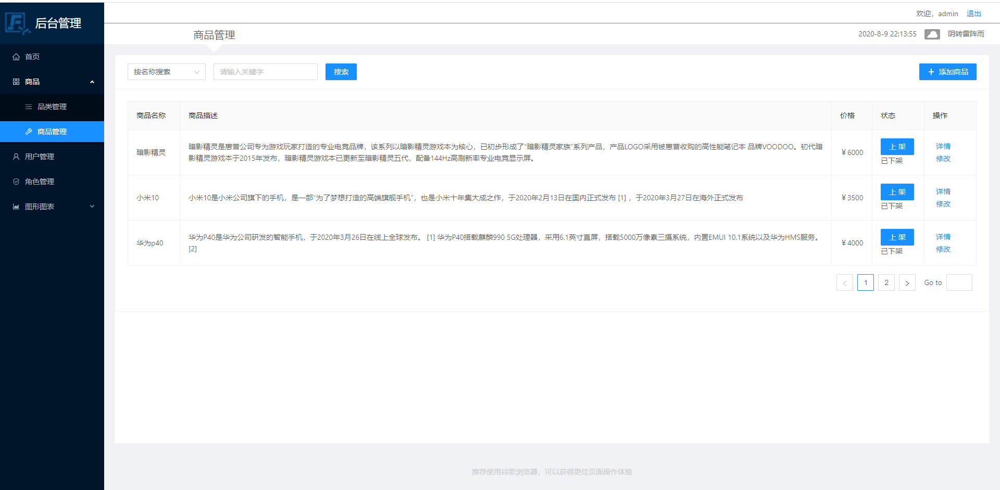 后台管理
欢迎，admin 退出
商品管理
2020-8-9 22:13:55 阴转雷阵雨
首页
商品
品类管理
商品管理
用户管理
角色管理
图形图表
按名称搜索 请输入关键字 搜索 添加商品
商品名称 商品描述 价格 状态 操作
暗影精灵
暗影精灵是惠普公司专为游戏玩家打造的专业电竞品牌，该系列以暗影精灵游戏本为核心，已初步形成了“暗影精灵家族”系列产品，产品LOGO采用被惠普收购的高性能笔记本 品牌VOODOO。初代暗
影精灵游戏本于2015年发布，暗影精灵游戏本已更新至暗影精灵五代，配备144Hz高刷新率专业电竞显示屏。
￥6000
上 架
已下架
详情
修改
小米10
小米10是小米公司旗下的手机，是一部“为了梦想打造的高端旗舰手机”，也是小米十年集大成之作，于2020年2月13日在国内正式发布 [1] ，于2020年3月27日在海外正式发布
￥3500
上 架
已下架
详情
修改
华为p40
华为P40是华为公司研发的智能手机，于2020年3月26日在线上全球发布。 [1] 华为P40搭载麒麟990 5G处理器，采用6.1英寸直屏，搭载5000万像素三摄系统，内置EMUI 10.1系统以及华为HMS服务。
[2]
￥4000
上 架
已下架
详情
修改
< 1 2 > Go to
推荐使用谷歌浏览器，可以获得更佳页面操作体验